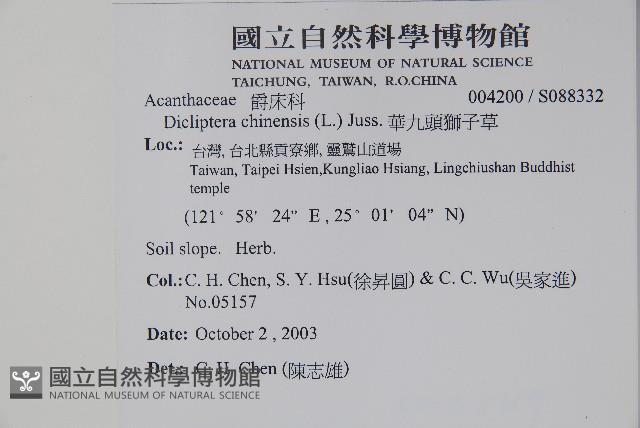 國立自然科學博物館
NATIONAL MUSEUM OF NATURAL SCIENCE
TAICHUNG, TAIWAN, R.O.CHINA
Acanthaceae 爵床科 004200 / S088332
Dicliptera chinensis (L.) Juss. 華九頭獅子草
Loc.: 台灣, 台北縣貢寮鄉, 靈鷲山道場
Taiwan, Taipei Hsien,Kungliao Hsiang, Lingchiushan Buddhist
temple
(121° 58' 24" E , 25° 01' 04" N)
Soil slope. Herb.
Col.: C. H. Chen, S. Y. Hsu(徐昇圓) & C. C. Wu(吳家進)
No.05157
Date: October 2 , 2003
Det.: C. H. Chen (陳志雄)
國立自然科學博物館
NATIONAL MUSEUM OF NATURAL SCIENCE